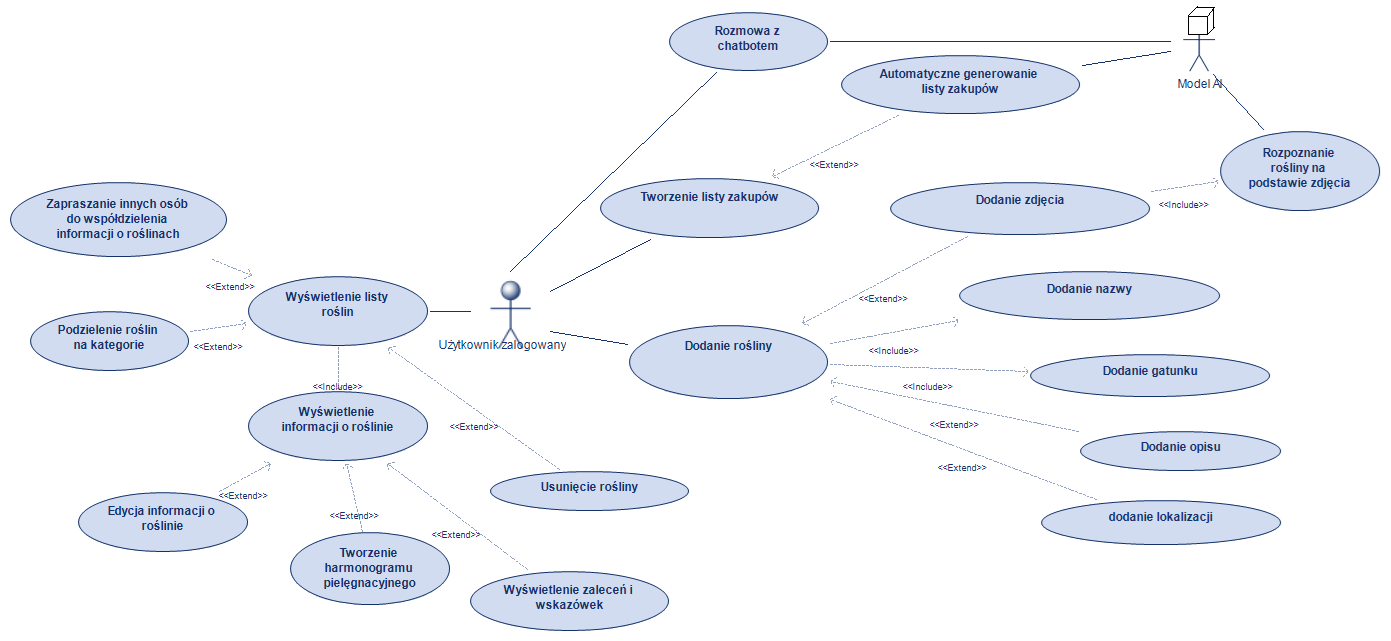 Rozmowa z
chatbotem
Automatyczne generowanie
listy zakupów
Model AI
<<Extend>>
Rozpoznanie
rośliny na
podstawie zdjęcia
Tworzenie listy zakupów
Dodanie zdjęcia
<<Include>>
Zapraszanie innych osób
do współdzielenia
informacji o roślinach
<<Extend>>
Wyświetlenie listy
roślin
<<Extend>>
Dodanie nazwy
Podzielenie roślin
na kategorie
<<Extend>>
Użytkownik/zalogowany
Dodanie rośliny
<<Include>>
Dodanie gatunku
<<Include>>
<<Include>>
Wyświetlenie
informacji o roślinie
<<Extend>>
<<Extend>>
Dodanie opisu
<<Extend>>
Usunięcie rośliny
<<Extend>>
Edycja informacji o
roślinie
<<Extend>>
dodanie lokalizacji
<<Extend>>
Tworzenie
harmonogramu
pielęgnacyjnego
Wyświetlenie zaleceń i
wskazówek